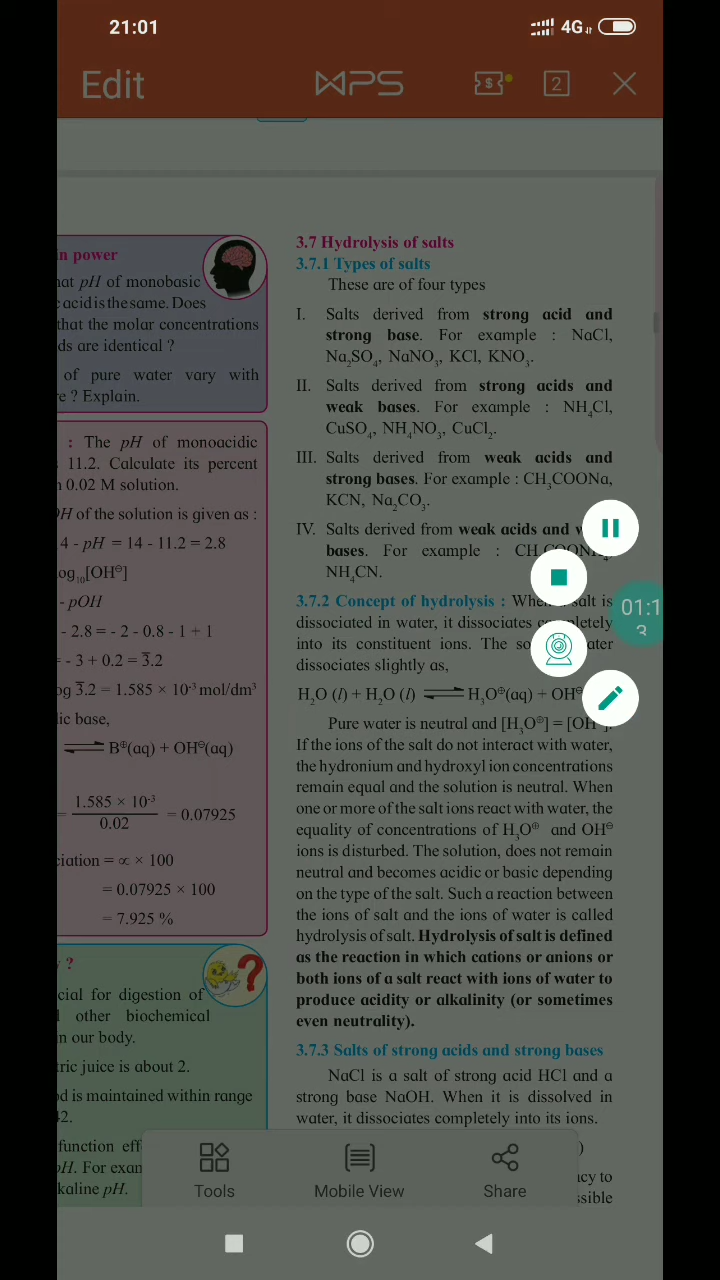 21:01
4G
Edit
WPS
2
in power
hat pH of monobasic
c acid is the same. Does
that the molar concentrations
ds are identical ?
of pure water vary with
re ? Explain.
: The pH of monoacidic
11.2. Calculate its percent
0.02 M solution.
OH of the solution is given as :
4 - pH = 14 - 11.2 = 2.8
og₁₀[OH⊖]
- pOH
- 2.8 = - 2 - 0.8 - 1 + 1
= - 3 + 0.2 = 3̅.2
og 3̅.2 = 1.585 × 10⁻³ mol/dm³
ic base,
⇌ B⊕(aq) + OH⊖(aq)
= 1.585 × 10⁻³ / 0.02 = 0.07925
ciation = ∝ × 100
= 0.07925 × 100
= 7.925 %
?
cial for digestion of
other biochemical
n our body.
tric juice is about 2.
od is maintained within range
42.
function eff
pH. For exam
kaline pH.
3.7 Hydrolysis of salts
3.7.1 Types of salts
These are of four types
I. Salts derived from strong acid and
strong base. For example : NaCl,
Na₂SO₄, NaNO₃, KCl, KNO₃.
II. Salts derived from strong acids and
weak bases. For example : NH₄Cl,
CuSO₄, NH₄NO₃, CuCl₂.
III. Salts derived from weak acids and
strong bases. For example : CH₃COONa,
KCN, Na₂CO₃.
IV. Salts derived from weak acids and w
bases. For example : CH₃COONH₄,
NH₄CN.
3.7.2 Concept of hydrolysis : When salt is
dissociated in water, it dissociates completely
into its constituent ions. The so ater
dissociates slightly as,
H₂O (l) + H₂O (l) ⇌ H₃O⊕(aq) + OH⊖
Pure water is neutral and [H₃O⊕] = [OH⊖].
If the ions of the salt do not interact with water,
the hydronium and hydroxyl ion concentrations
remain equal and the solution is neutral. When
one or more of the salt ions react with water, the
equality of concentrations of H₃O⊕ and OH⊖
ions is disturbed. The solution, does not remain
neutral and becomes acidic or basic depending
on the type of the salt. Such a reaction between
the ions of salt and the ions of water is called
hydrolysis of salt. Hydrolysis of salt is defined
as the reaction in which cations or anions or
both ions of a salt react with ions of water to
produce acidity or alkalinity (or sometimes
even neutrality).
3.7.3 Salts of strong acids and strong bases
NaCl is a salt of strong acid HCl and a
strong base NaOH. When it is dissolved in
water, it dissociates completely into its ions.
)
ncy to
ssible
01:1
3
Tools
Mobile View
Share